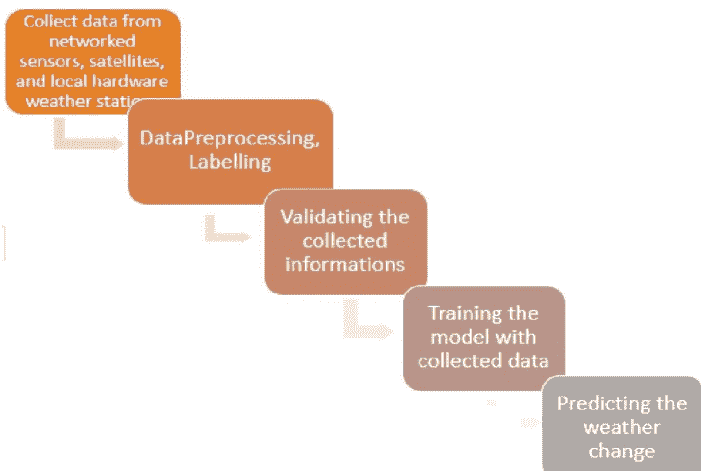 Collect data from
networked
sensors, satellites,
and local hardware
weather statio
DataPreprocessing,
Labelling
Validating the
collected
informations
Training the
model with
collected data
Predicting the
weather
change